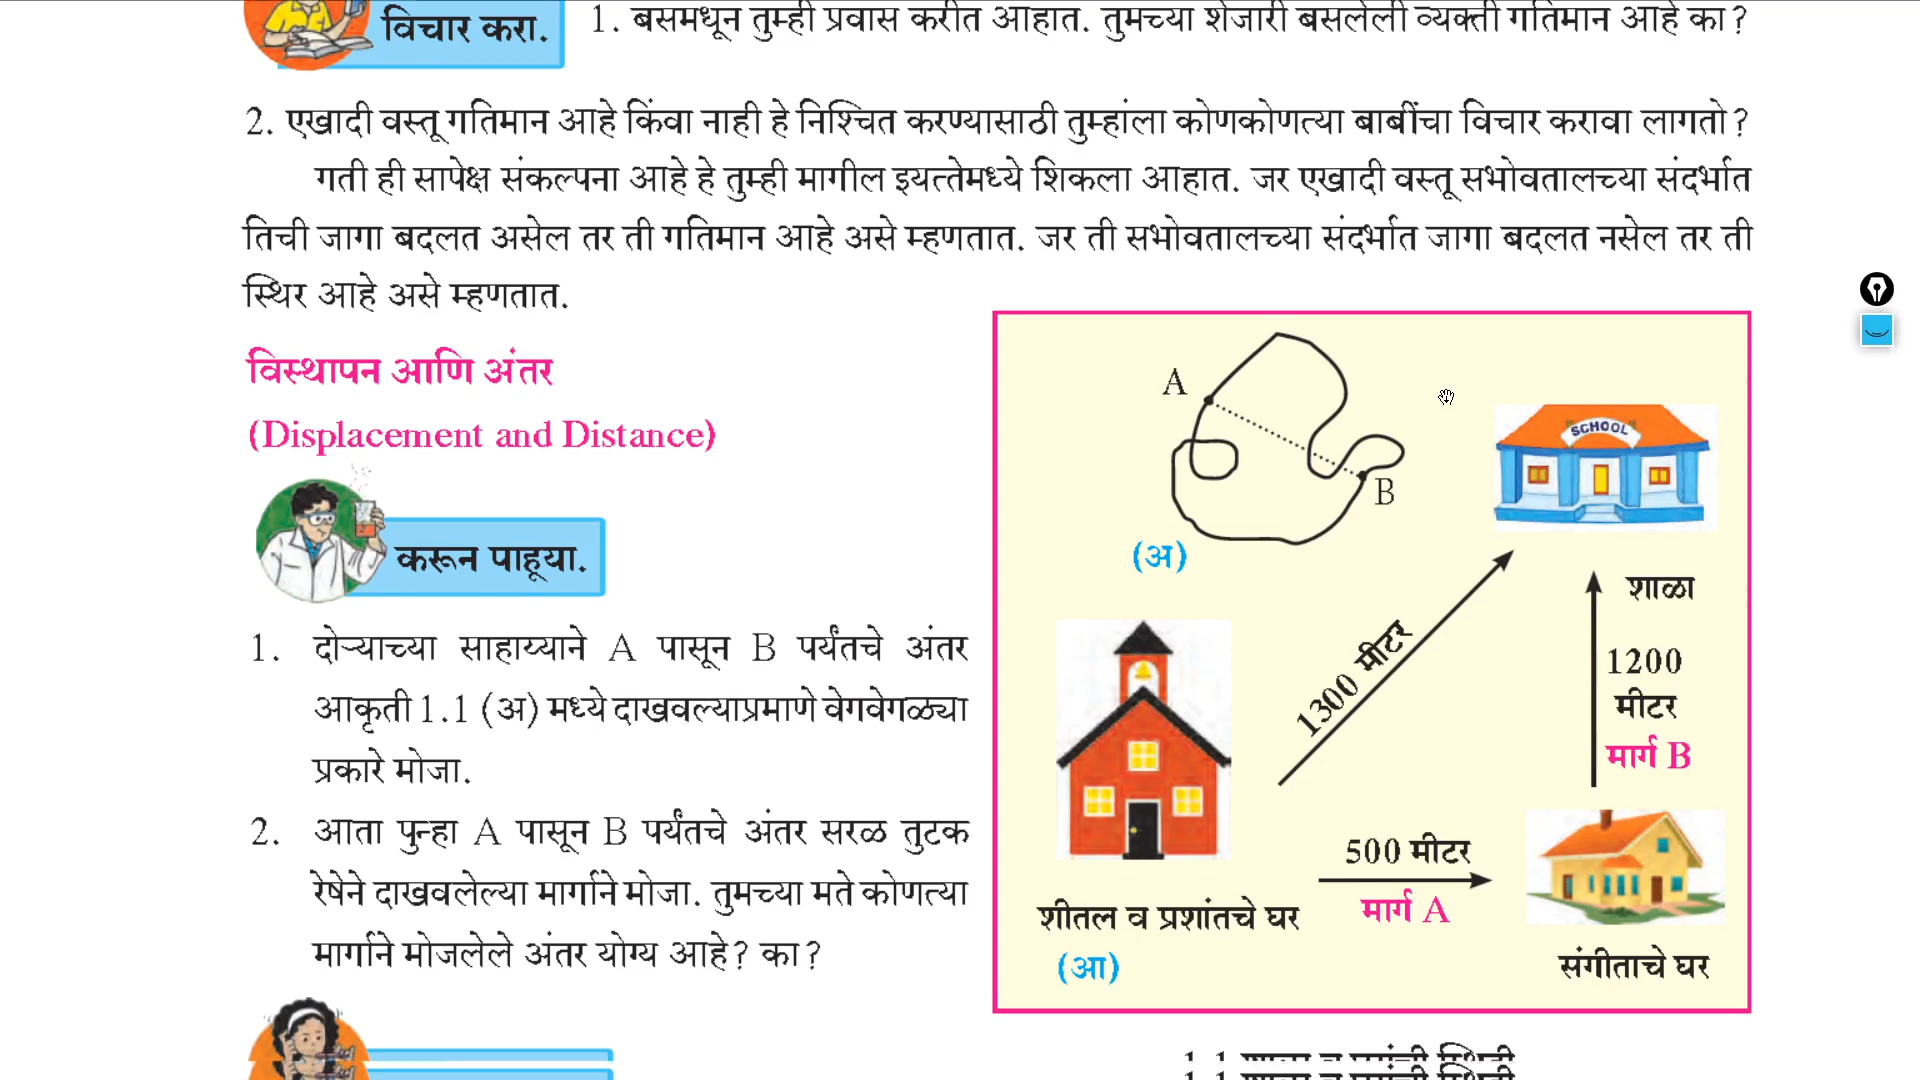 विचार करा.
1. बसमधून तुम्ही प्रवास करीत आहात. तुमच्या शेजारी बसलेली व्यक्ती गतिमान आहे का?
2. एखादी वस्तू गतिमान आहे किंवा नाही हे निश्चित करण्यासाठी तुम्हांला कोणकोणत्या बाबींचा विचार करावा लागतो?
गती ही सापेक्ष संकल्पना आहे हे तुम्ही मागील इयत्तेमध्ये शिकला आहात. जर एखादी वस्तू सभोवतालच्या संदर्भात
तिची जागा बदलत असेल तर ती गतिमान आहे असे म्हणतात. जर ती सभोवतालच्या संदर्भात जागा बदलत नसेल तर ती
स्थिर आहे असे म्हणतात.
विस्थापन आणि अंतर
(Displacement and Distance)
करून पाहूया.
1. दोऱ्याच्या साहाय्याने A पासून B पर्यंतचे अंतर
आकृती 1.1 (अ) मध्ये दाखवल्याप्रमाणे वेगवेगळ्या
प्रकारे मोजा.
2. आता पुन्हा A पासून B पर्यंतचे अंतर सरळ तुटक
रेषेने दाखवलेल्या मार्गाने मोजा. तुमच्या मते कोणत्या
मार्गाने मोजलेले अंतर योग्य आहे? का?
A
B
(अ)
SCHOOL
शाळा
1300 मीटर
1200
मीटर
मार्ग B
500 मीटर
मार्ग A
शीतल व प्रशांतचे घर
(आ)
संगीताचे घर